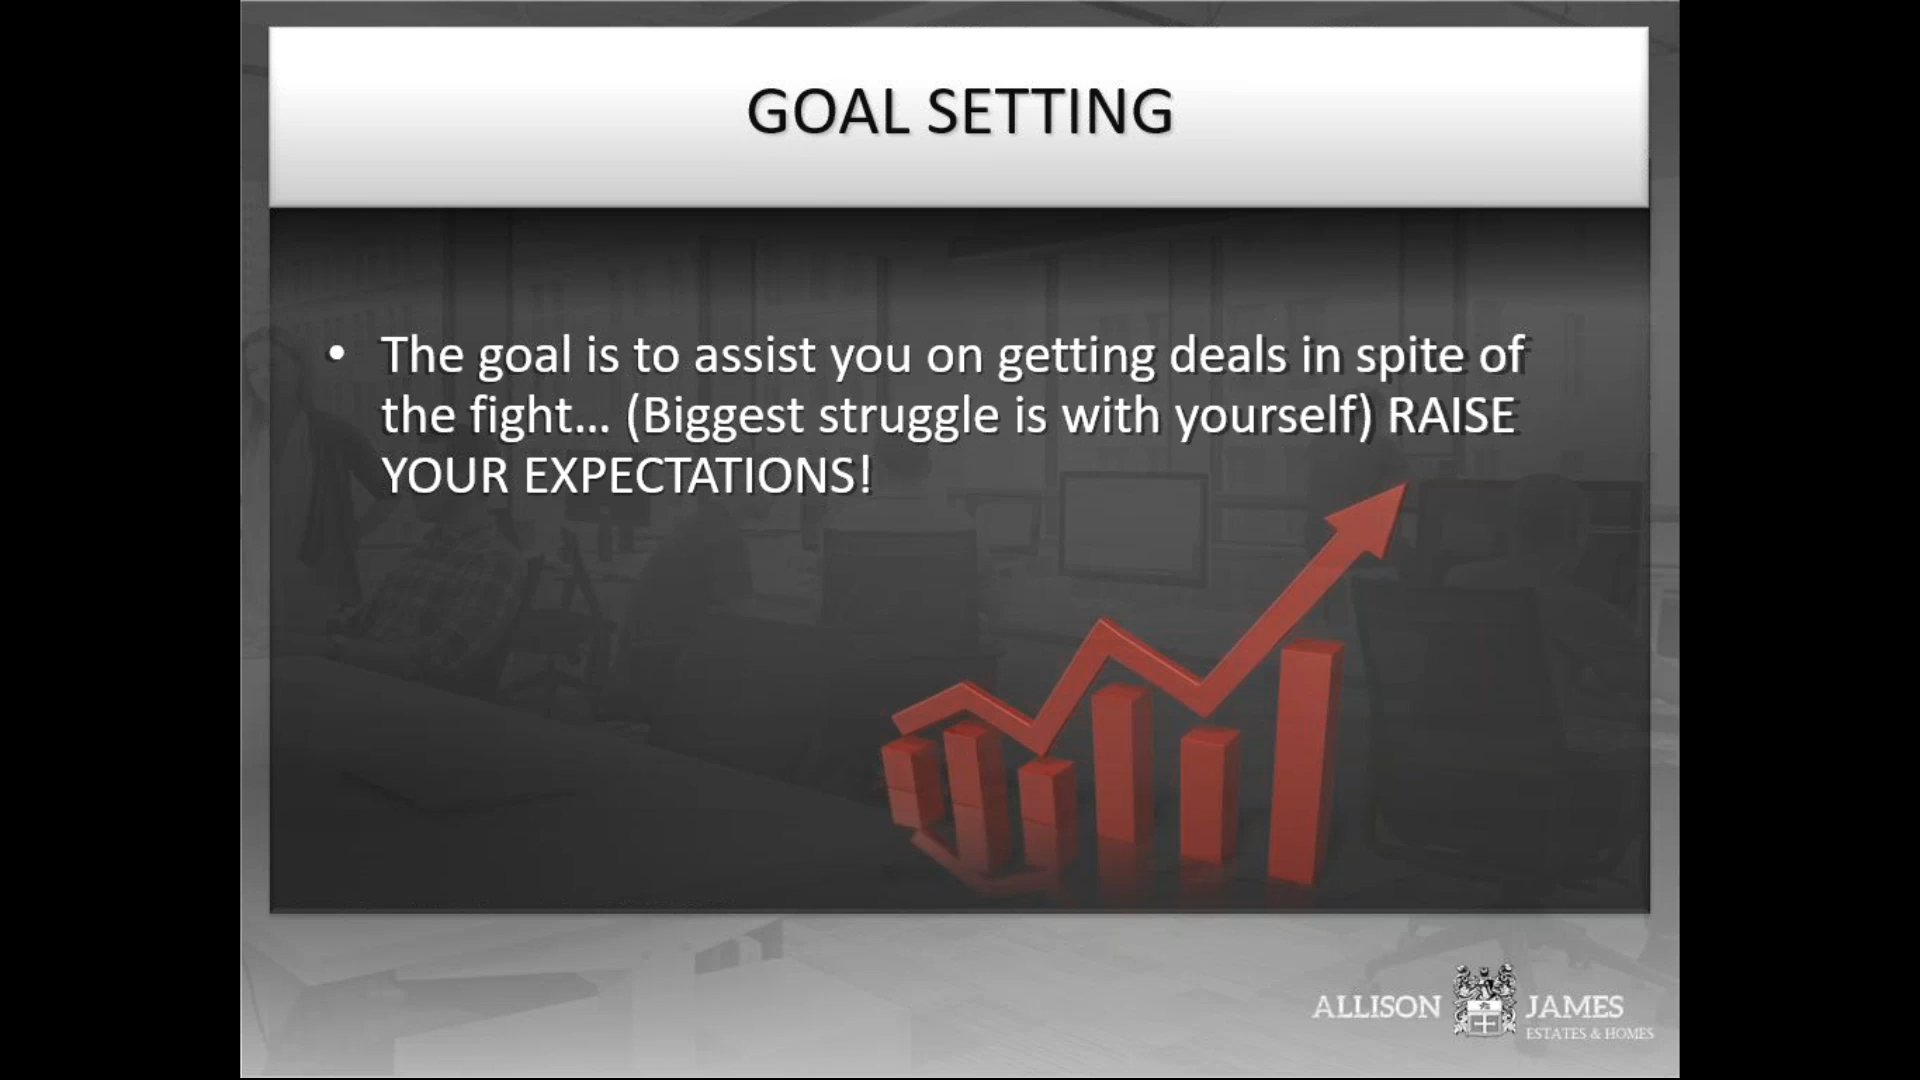 GOAL SETTING
• The goal is to assist you on getting deals in spite of
the fight... (Biggest struggle is with yourself) RAISE
YOUR EXPECTATIONS!
ALLISON JAMES
ESTATES & HOMES